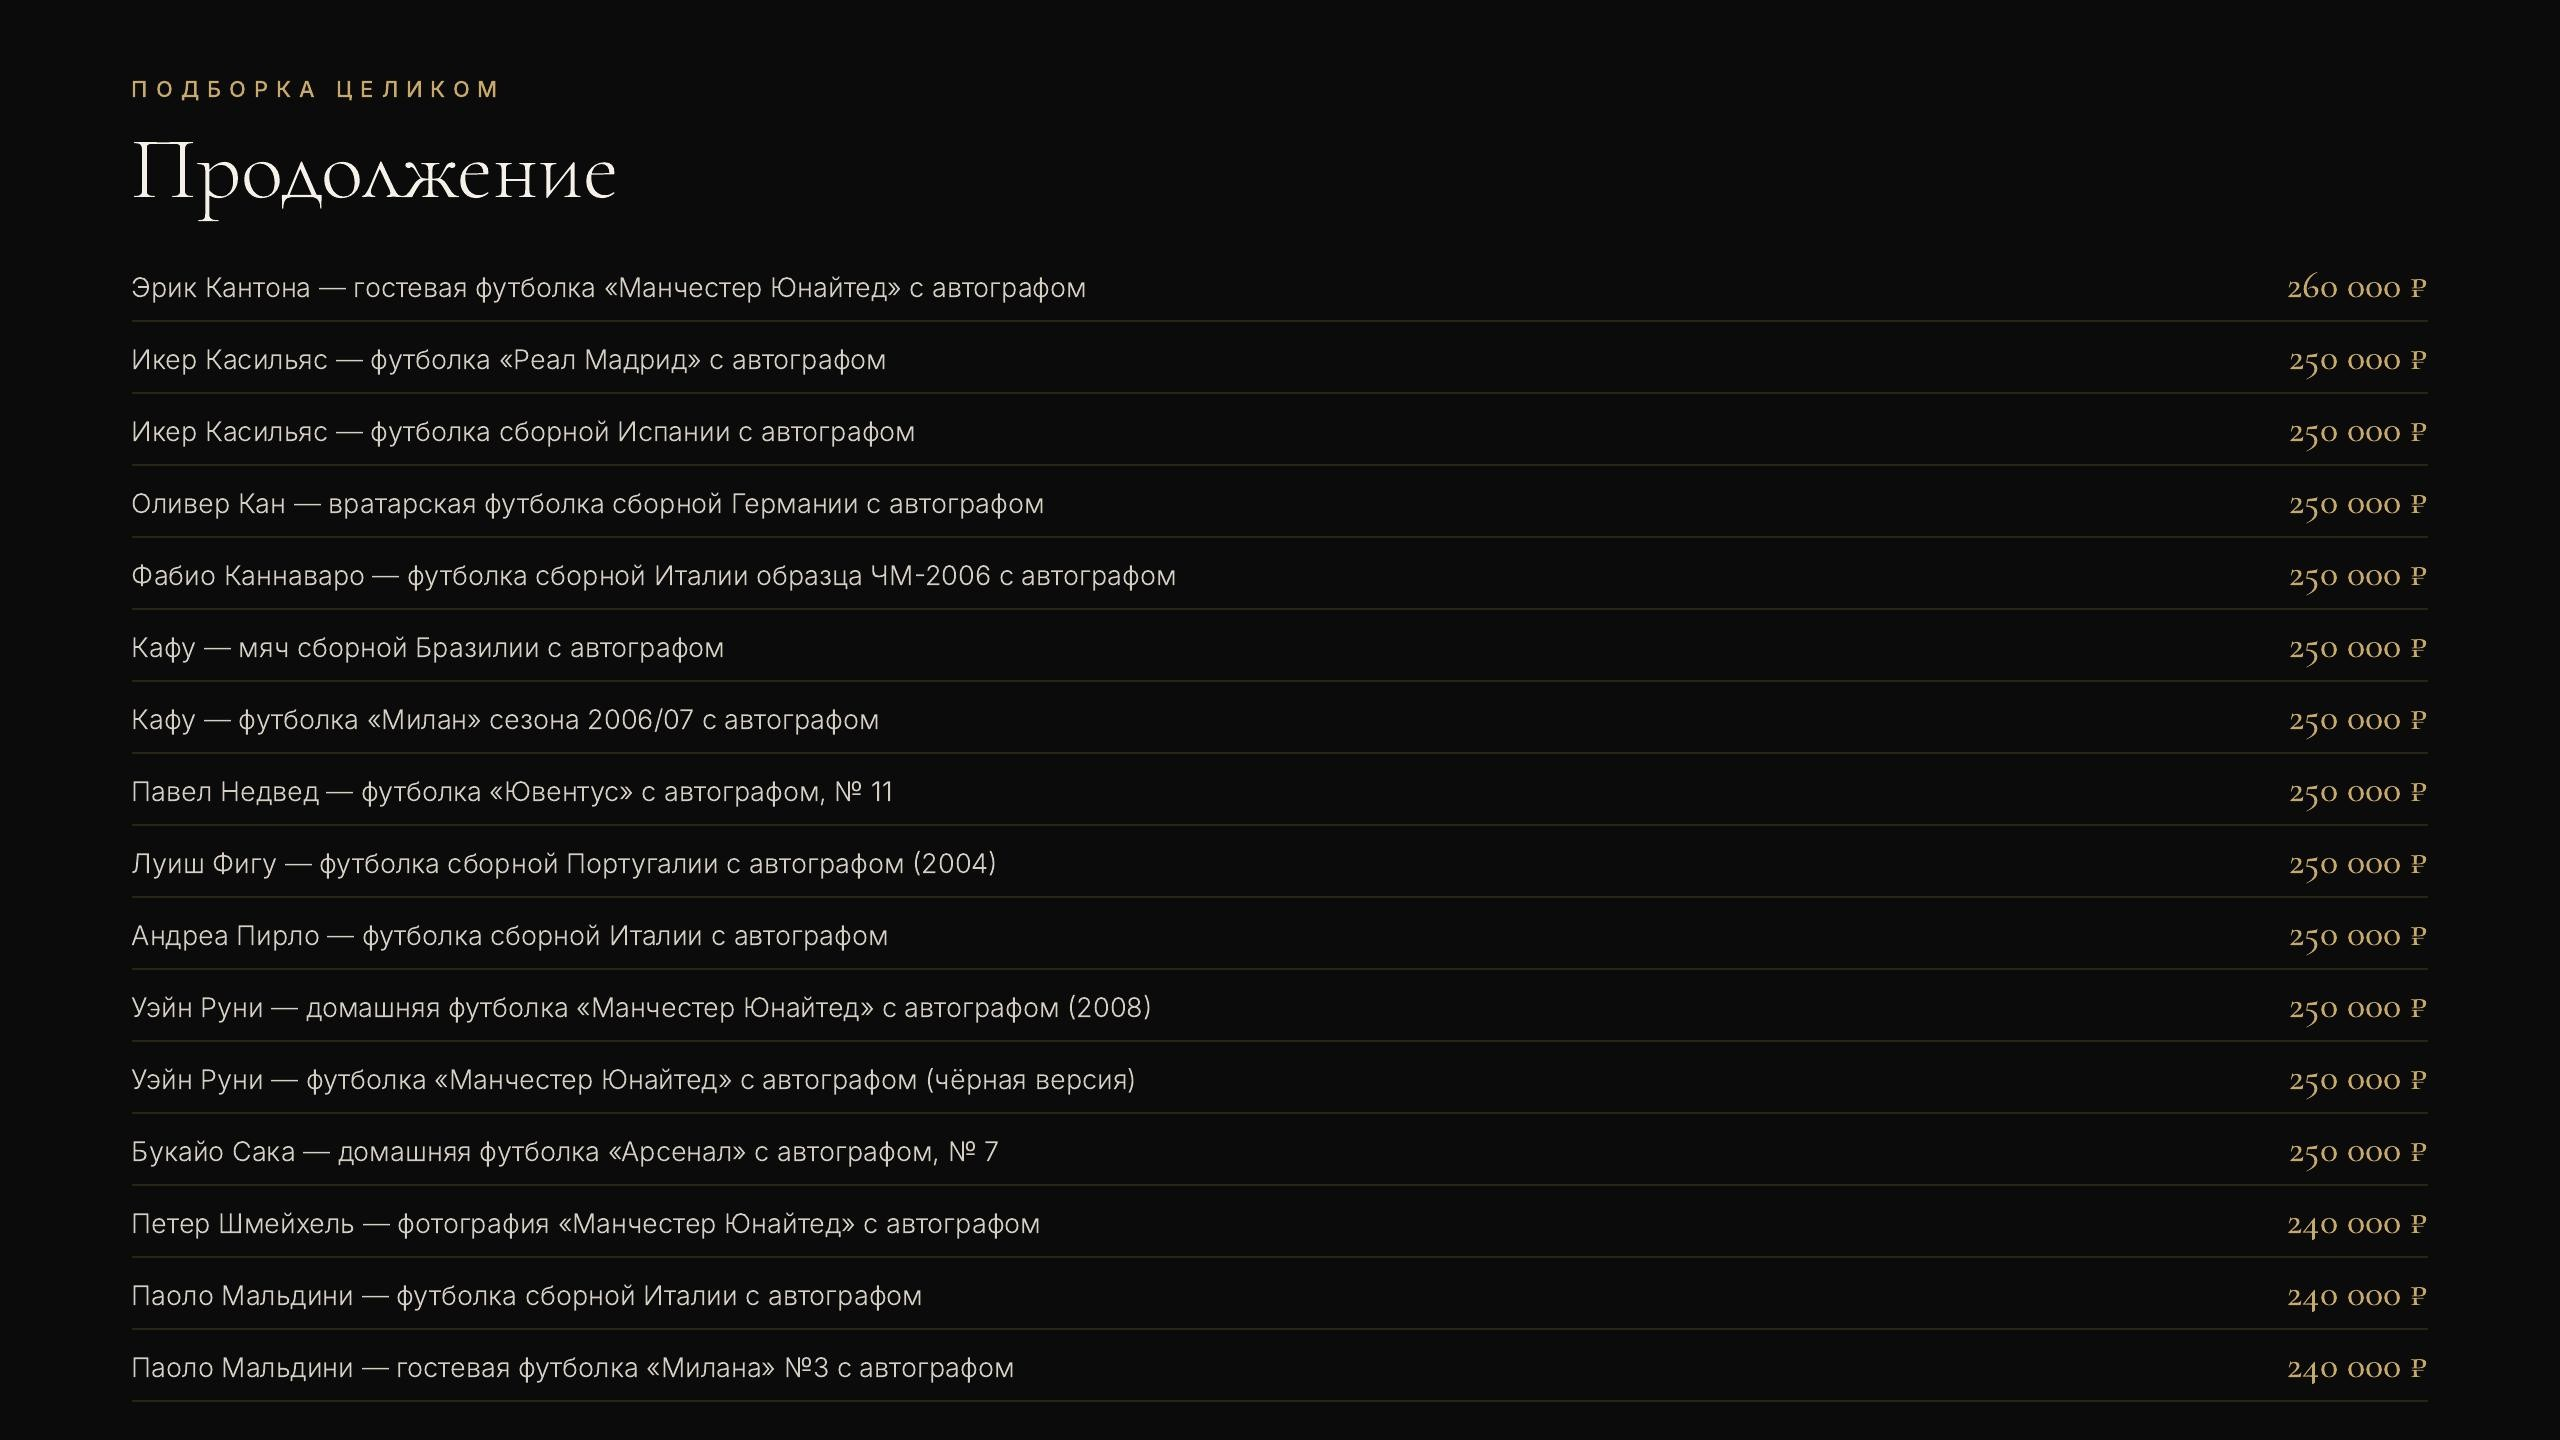 ПОДБОРКА ЦЕЛИКОМ
Продолжение
Эрик Кантона — гостевая футболка «Манчестер Юнайтед» с автографом 260 000 ₽
Икер Касильяс — футболка «Реал Мадрид» с автографом 250 000 ₽
Икер Касильяс — футболка сборной Испании с автографом 250 000 ₽
Оливер Кан — вратарская футболка сборной Германии с автографом 250 000 ₽
Фабио Каннаваро — футболка сборной Италии образца ЧМ-2006 с автографом 250 000 ₽
Кафу — мяч сборной Бразилии с автографом 250 000 ₽
Кафу — футболка «Милан» сезона 2006/07 с автографом 250 000 ₽
Павел Недвед — футболка «Ювентус» с автографом, № 11 250 000 ₽
Луиш Фигу — футболка сборной Португалии с автографом (2004) 250 000 ₽
Андреа Пирло — футболка сборной Италии с автографом 250 000 ₽
Уэйн Руни — домашняя футболка «Манчестер Юнайтед» с автографом (2008) 250 000 ₽
Уэйн Руни — футболка «Манчестер Юнайтед» с автографом (чёрная версия) 250 000 ₽
Букайо Сака — домашняя футболка «Арсенал» с автографом, № 7 250 000 ₽
Петер Шмейхель — фотография «Манчестер Юнайтед» с автографом 240 000 ₽
Паоло Мальдини — футболка сборной Италии с автографом 240 000 ₽
Паоло Мальдини — гостевая футболка «Милана» №3 с автографом 240 000 ₽